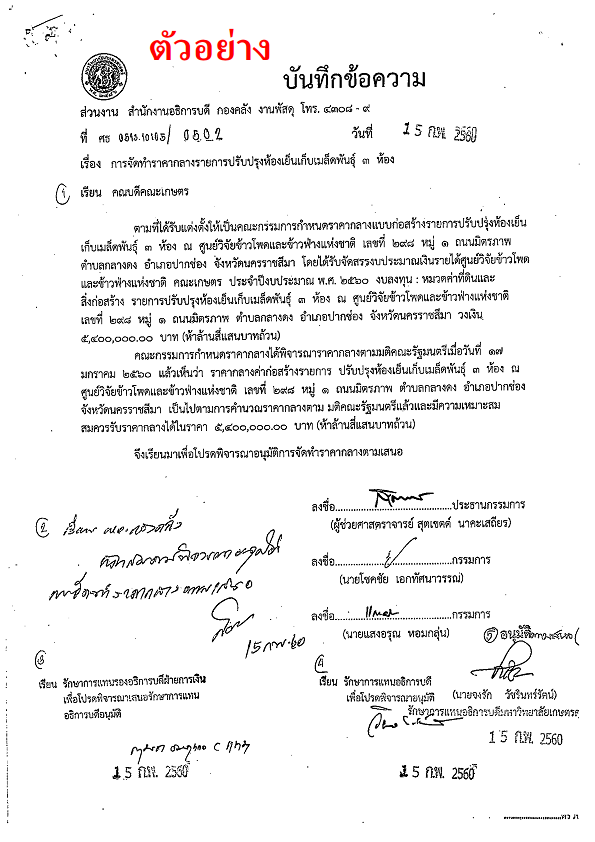 ตัวอย่าง
บันทึกข้อความ
ส่วนงาน สำนักงานอธิการบดี กองคลัง งานพัสดุ โทร. ๔๓๐๘ - ๙
ที่ ศธ 0513.10103/ 0502 วันที่ 15 ก.พ. 2560
เรื่อง การจัดทำราคากลางรายการปรับปรุงห้องเย็นเก็บเมล็ดพันธุ์ ๓ ห้อง
๑ เรียน คณบดีคณะเกษตร
ตามที่ได้รับแต่งตั้งให้เป็นคณะกรรมการกำหนดราคากลางแบบก่อสร้างรายการปรับปรุงห้องเย็น
เก็บเมล็ดพันธุ์ ๓ ห้อง ณ ศูนย์วิจัยข้าวโพดและข้าวฟ่างแห่งชาติ เลขที่ ๒๙๘ หมู่ ๑ ถนนมิตรภาพ
ตำบลกลางดง อำเภอปากช่อง จังหวัดนครราชสีมา โดยได้รับจัดสรรงบประมาณเงินรายได้ศูนย์วิจัยข้าวโพด
และข้าวฟ่างแห่งชาติ คณะเกษตร ประจำปีงบประมาณ พ.ศ. ๒๕๖๐ งบลงทุน : หมวดค่าที่ดินและ
สิ่งก่อสร้าง รายการปรับปรุงห้องเย็นเก็บเมล็ดพันธุ์ ๓ ห้อง ณ ศูนย์วิจัยข้าวโพดและข้าวฟ่างแห่งชาติ
เลขที่ ๒๙๘ หมู่ ๑ ถนนมิตรภาพ ตำบลกลางดง อำเภอปากช่อง จังหวัดนครราชสีมา วงเงิน
๕,๔๐๐,๐๐๐.๐๐ บาท (ห้าล้านสี่แสนบาทถ้วน)
คณะกรรมการกำหนดราคากลางได้พิจารณาราคากลางตามมติคณะรัฐมนตรีเมื่อวันที่ ๑๗
มกราคม ๒๕๖๐ แล้วเห็นว่า ราคากลางค่าก่อสร้างรายการ ปรับปรุงห้องเย็นเก็บเมล็ดพันธุ์ ๓ ห้อง ณ
ศูนย์วิจัยข้าวโพดและข้าวฟ่างแห่งชาติ เลขที่ ๒๙๘ หมู่ ๑ ถนนมิตรภาพ ตำบลกลางดง อำเภอปากช่อง
จังหวัดนครราชสีมา เป็นไปตามการคำนวณราคากลางตาม มติคณะรัฐมนตรีแล้วและมีความเหมาะสม
สมควรรับราคากลางได้ในราคา ๕,๔๐๐,๐๐๐.๐๐ บาท (ห้าล้านสี่แสนบาทถ้วน)
จึงเรียนมาเพื่อโปรดพิจารณาอนุมัติการจัดทำราคากลางตามเสนอ
ลงชื่อ..........................................ประธานกรรมการ
(ผู้ช่วยศาสตราจารย์ สุตเขตต์ นาคะเสถียร)
๒ เรียน
ลงชื่อ..........................................กรรมการ
(นายโชคชัย เอกทัศนาวรรณ)
ลงชื่อ..........................................กรรมการ
(นายแสงอรุณ หอมกลุ่น)
15 ก.พ. 60
๕ อนุมัติ
๓
เรียน รักษาการแทนรองอธิการบดีฝ่ายการเงิน
เพื่อโปรดพิจารณาเสนอรักษาการแทน
อธิการบดีอนุมัติ
15 ก.พ. 2560
๔
เรียน รักษาการแทนอธิการบดี
เพื่อโปรดพิจารณาอนุมัติ
15 ก.พ. 2560
(นายจงรัก วัชรินทร์รัตน์)
รักษาการแทนอธิการบดีมหาวิทยาลัยเกษตรศ
15 ก.พ. 2560